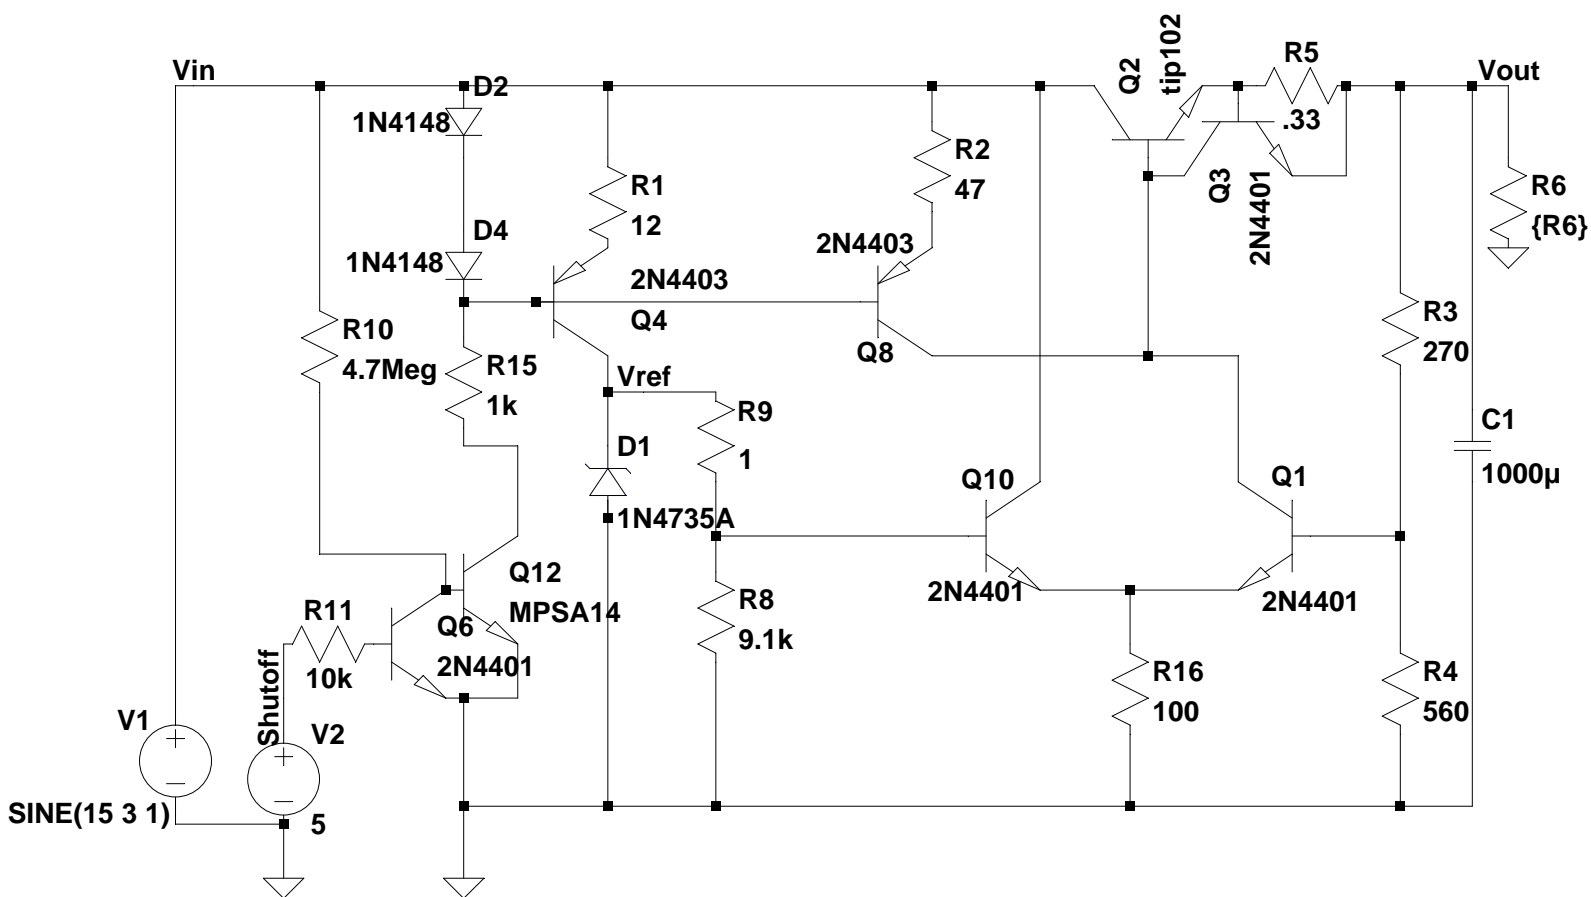 Vin
D2
1N4148
Q2
tip102
R5
.33
Vout
R1
12
R2
47
Q3
2N4401
R6
{R6}
D4
1N4148
2N4403
2N4403
Q4
Q8
R10
4.7Meg
R15
1k
Vref
R3
270
R9
1
D1
1N4735A
Q10
Q1
C1
1000µ
Q12
MPSA14
2N4401
2N4401
R11
10k
Q6
2N4401
R8
9.1k
R16
100
R4
560
Shutoff
V1
SINE(15 3 1)
V2
5